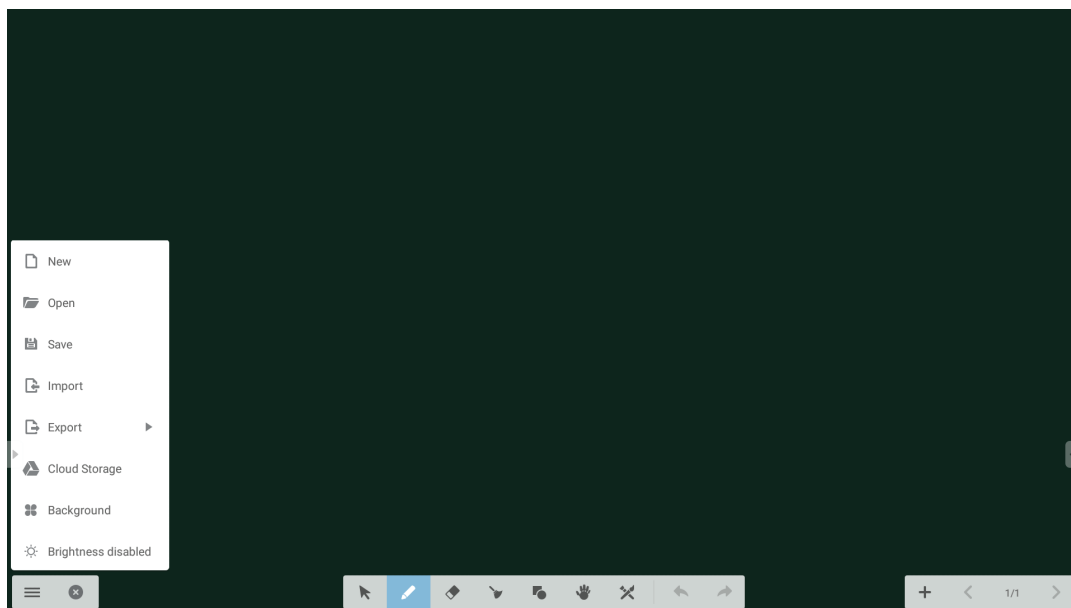 New
Open
Save
Import
Export
Cloud Storage
Background
Brightness disabled
1/1